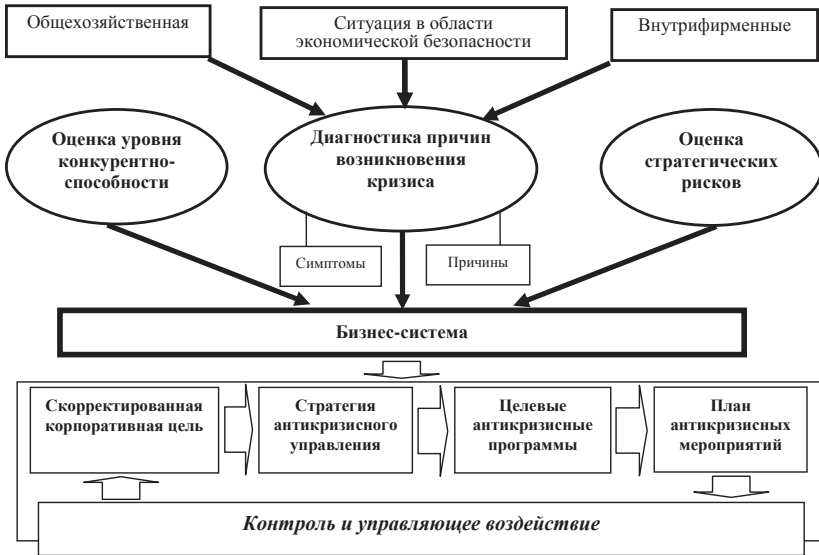 Общехозяйственная
Ситуация в области
экономической безопасности
Внутрифирменные
Оценка уровня
конкурентно-
способности
Диагностика причин
возникновения
кризиса
Оценка
стратегических
рисков
Симптомы
Причины
Бизнес-система
Скорректированная
корпоративная цель
Стратегия
антикризисного
управления
Целевые
антикризисные
программы
План
антикризисных
мероприятий
Контроль и управляющее воздействие